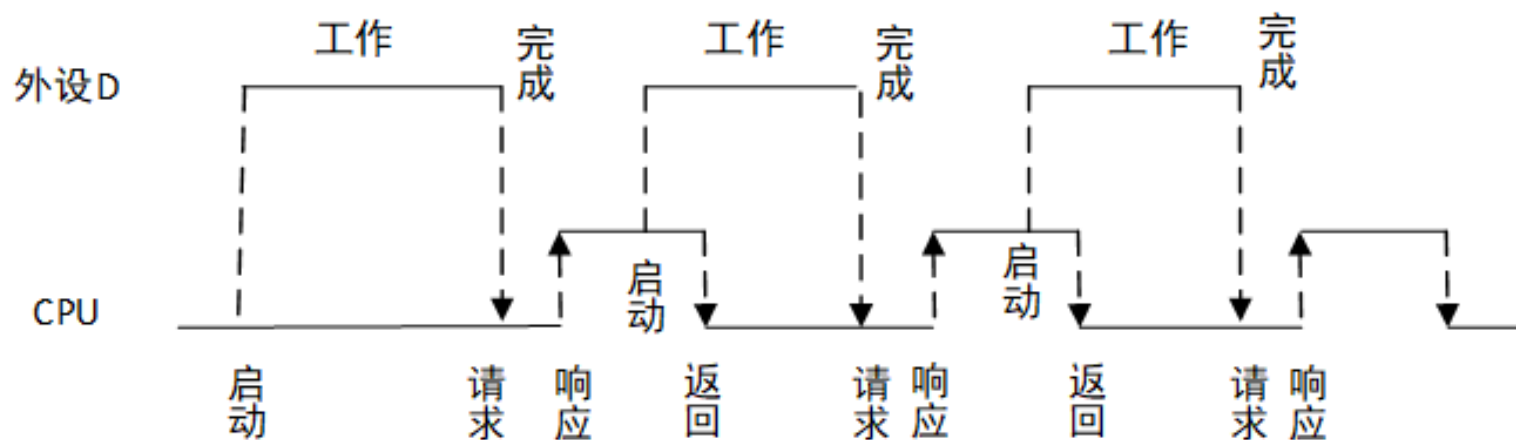 工作 完成 工作 完成 工作 完成
外设D
启动 启动
CPU
启动 请求 响应 返回 请求 响应 返回 请求 响应